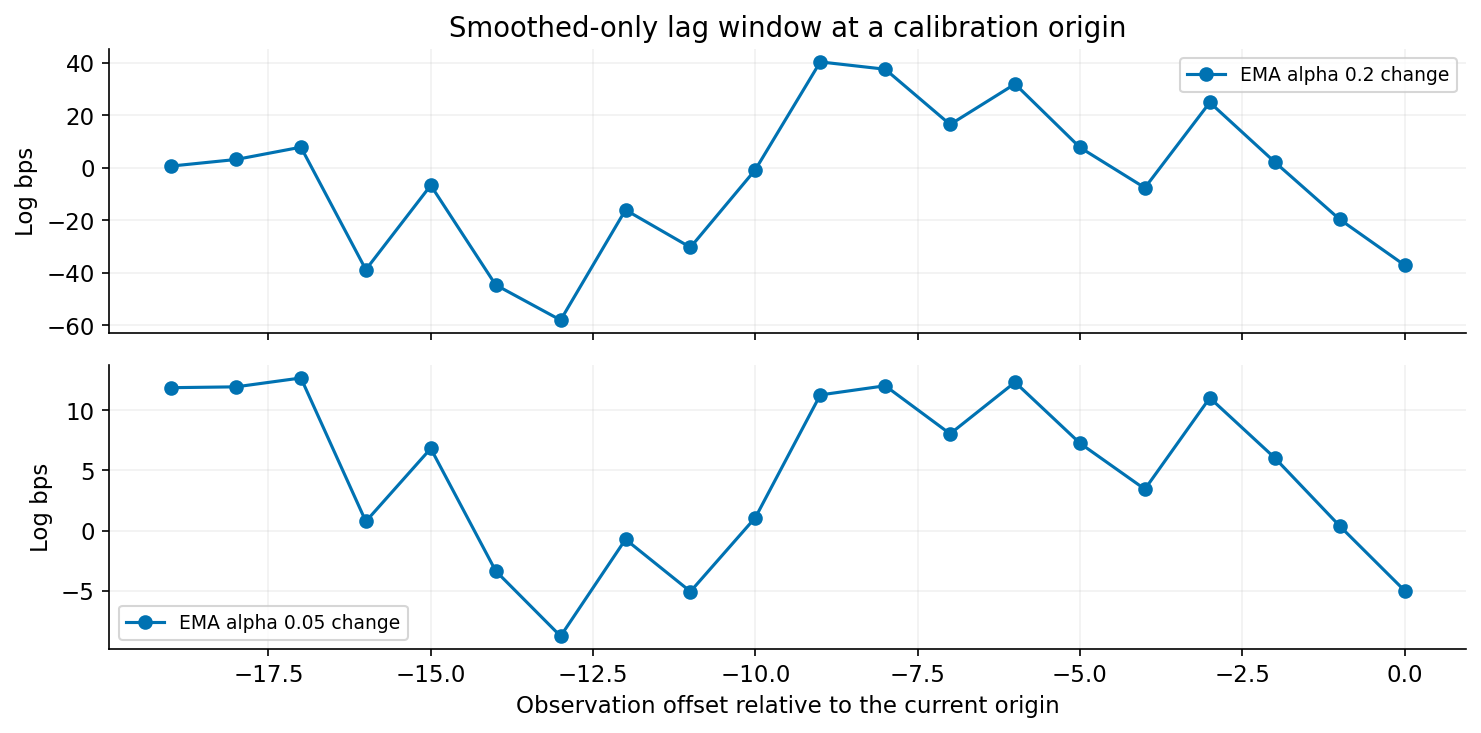 Smoothed-only lag window at a calibration origin
40
20
0
−20
−40
−60
Log bps
EMA alpha 0.2 change
10
5
0
−5
Log bps
EMA alpha 0.05 change
−17.5 −15.0 −12.5 −10.0 −7.5 −5.0 −2.5 0.0
Observation offset relative to the current origin